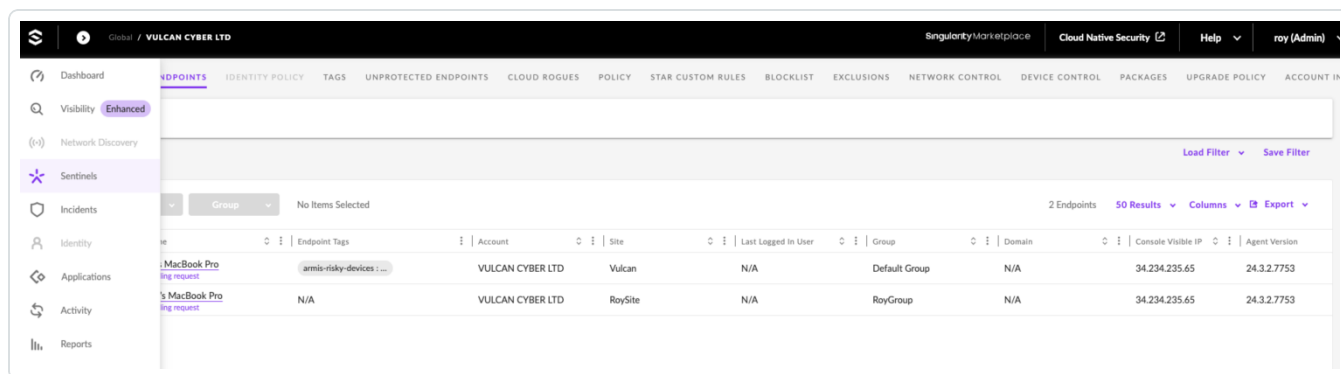 Global / VULCAN CYBER LTD
Singularity Marketplace
Cloud Native Security
Help
roy (Admin)
Dashboard
ENDPOINTS IDENTITY POLICY TAGS UNPROTECTED ENDPOINTS CLOUD ROGUES POLICY STAR CUSTOM RULES BLOCKLIST EXCLUSIONS NETWORK CONTROL DEVICE CONTROL PACKAGES UPGRADE POLICY ACCOUNT IN
Visibility Enhanced
Network Discovery
Load Filter Save Filter
Sentinels
Incidents
Group No Items Selected 2 Endpoints 50 Results Columns Export
Identity
Endpoint Tags Account Site Last Logged In User Group Domain Console Visible IP Agent Version
Applications
MacBook Pro armis-risky-devices : ... VULCAN CYBER LTD Vulcan N/A Default Group N/A 34.234.235.65 24.3.2.7753
ing request
's MacBook Pro N/A VULCAN CYBER LTD RoySite N/A RoyGroup N/A 34.234.235.65 24.3.2.7753
ing request
Activity
Reports